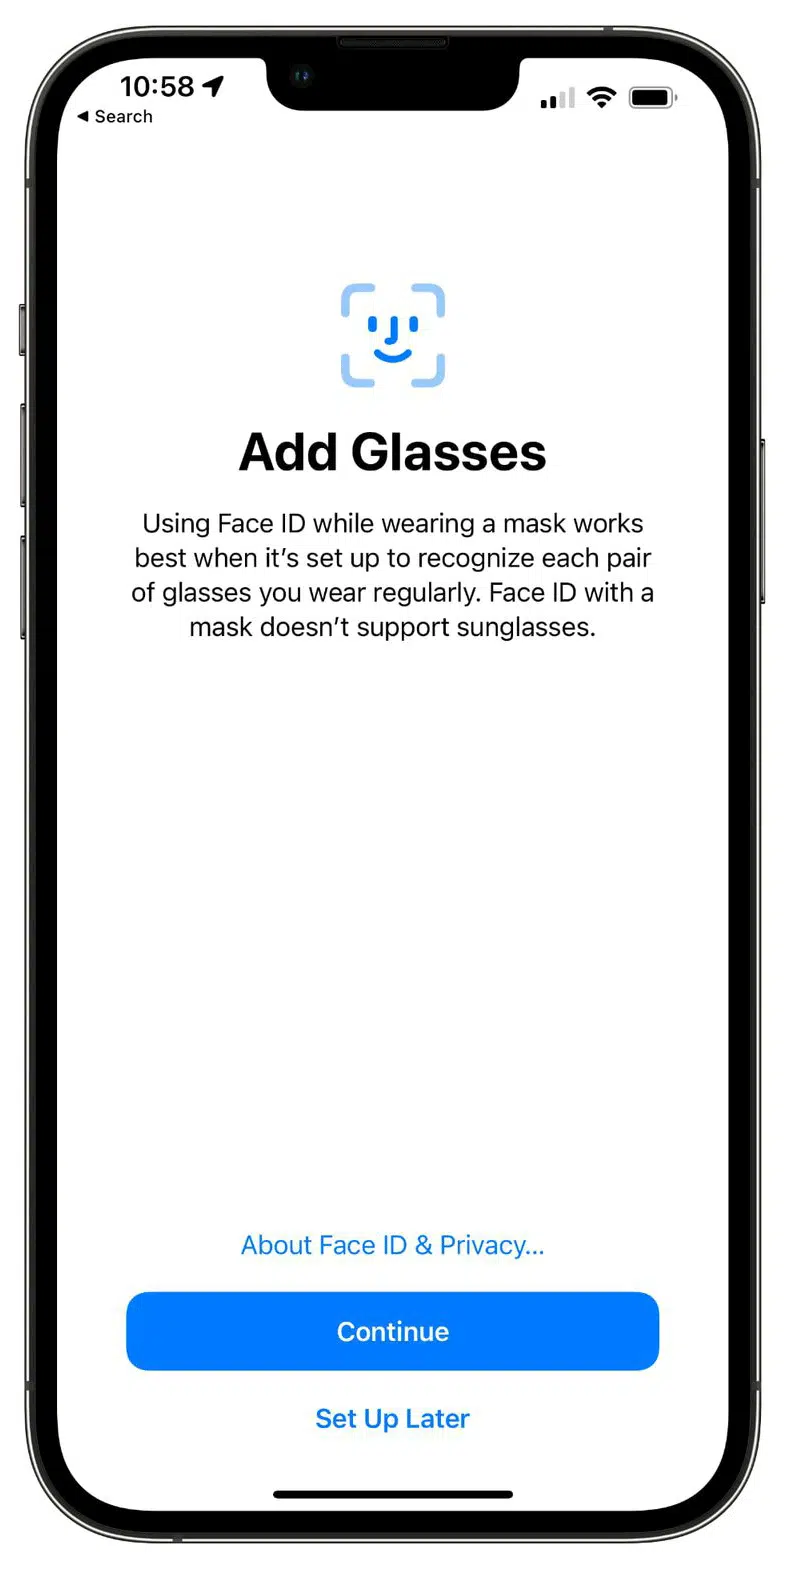 10:58
◀ Search
Add Glasses
Using Face ID while wearing a mask works
best when it’s set up to recognize each pair
of glasses you wear regularly. Face ID with a
mask doesn’t support sunglasses.
About Face ID & Privacy...
Continue
Set Up Later